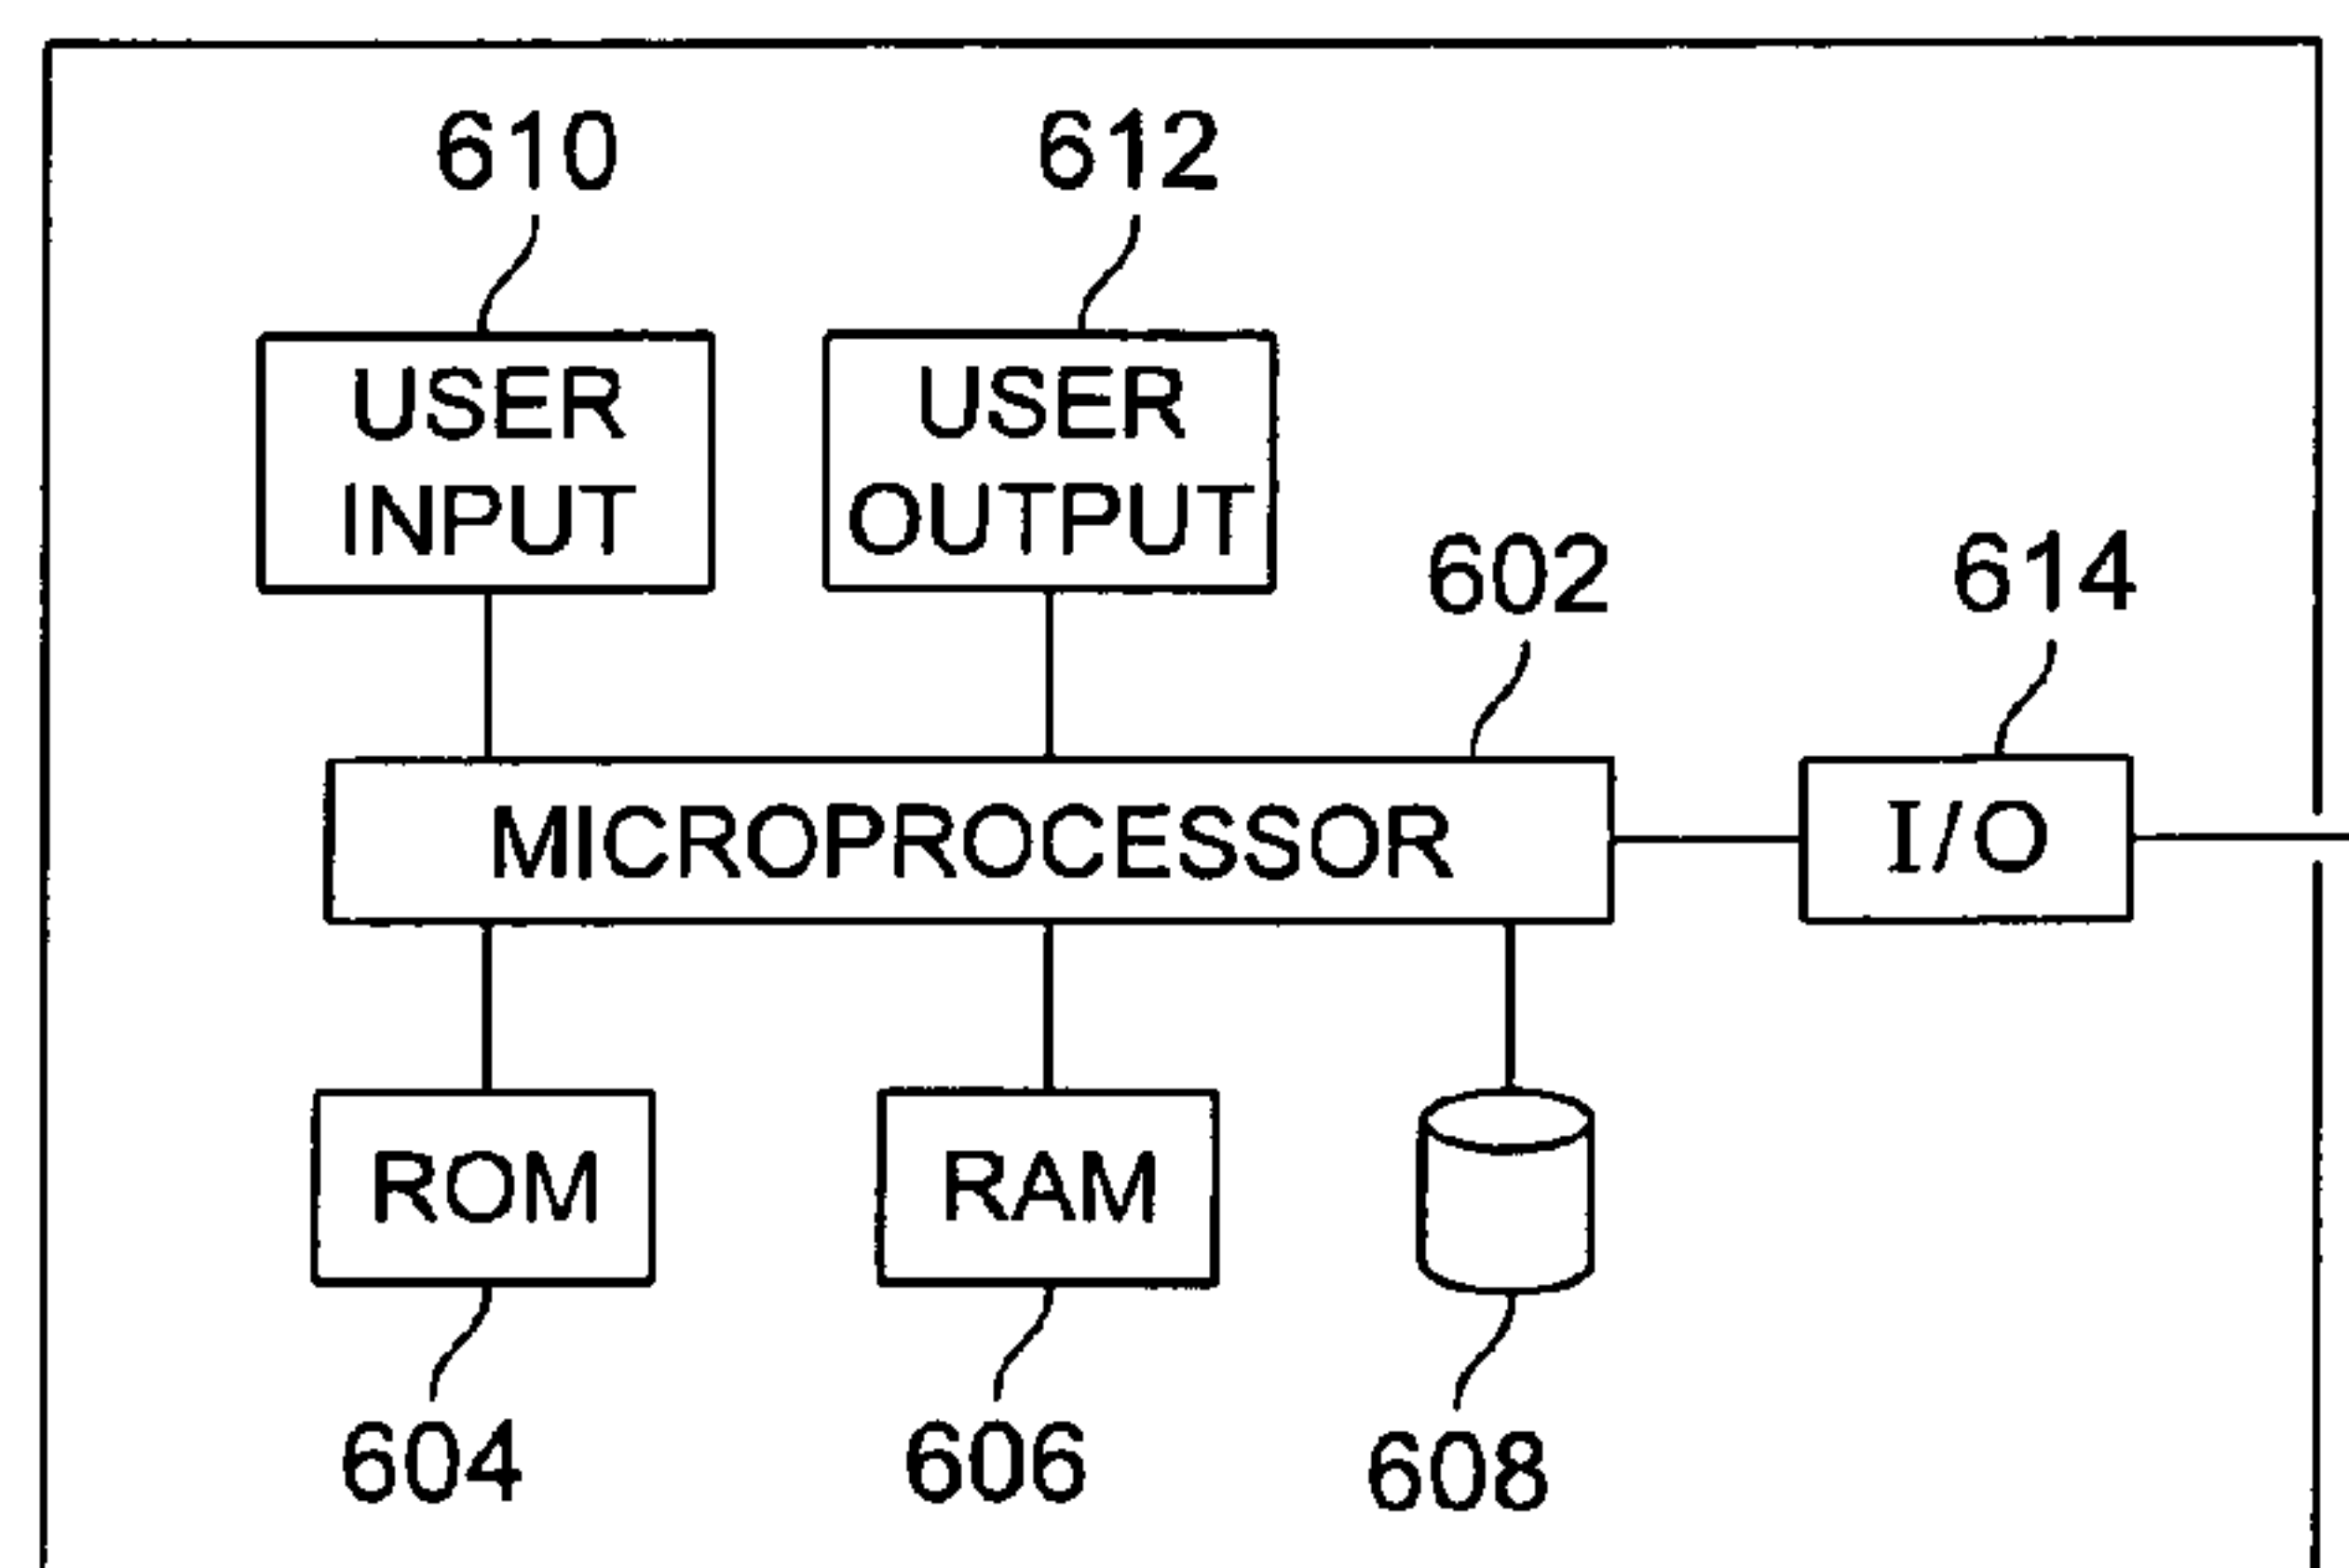 610
612
USER
INPUT
USER
OUTPUT
602
614
MICROPROCESSOR
I/O
ROM
RAM
604
606
608